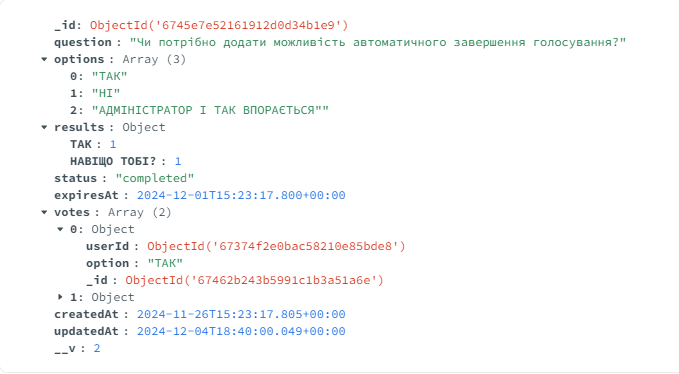 _id: ObjectId('6745e7e52161912d0d34b1e9')
question : "Чи потрібно додати можливість автоматичного завершення голосування?"
options : Array (3)
0: "ТАК"
1: "НІ"
2: "АДМІНІСТРАТОР І ТАК ВПОРАЄТЬСЯ""
results : Object
ТАК : 1
НАВІЩО ТОБІ? : 1
status : "completed"
expiresAt : 2024-12-01T15:23:17.800+00:00
votes : Array (2)
0: Object
userId : ObjectId('67374f2e0bac58210e85bde8')
option : "ТАК"
_id : ObjectId('67462b243b5991c1b3a51a6e')
1: Object
createdAt : 2024-11-26T15:23:17.805+00:00
updatedAt : 2024-12-04T18:40:00.049+00:00
__v : 2